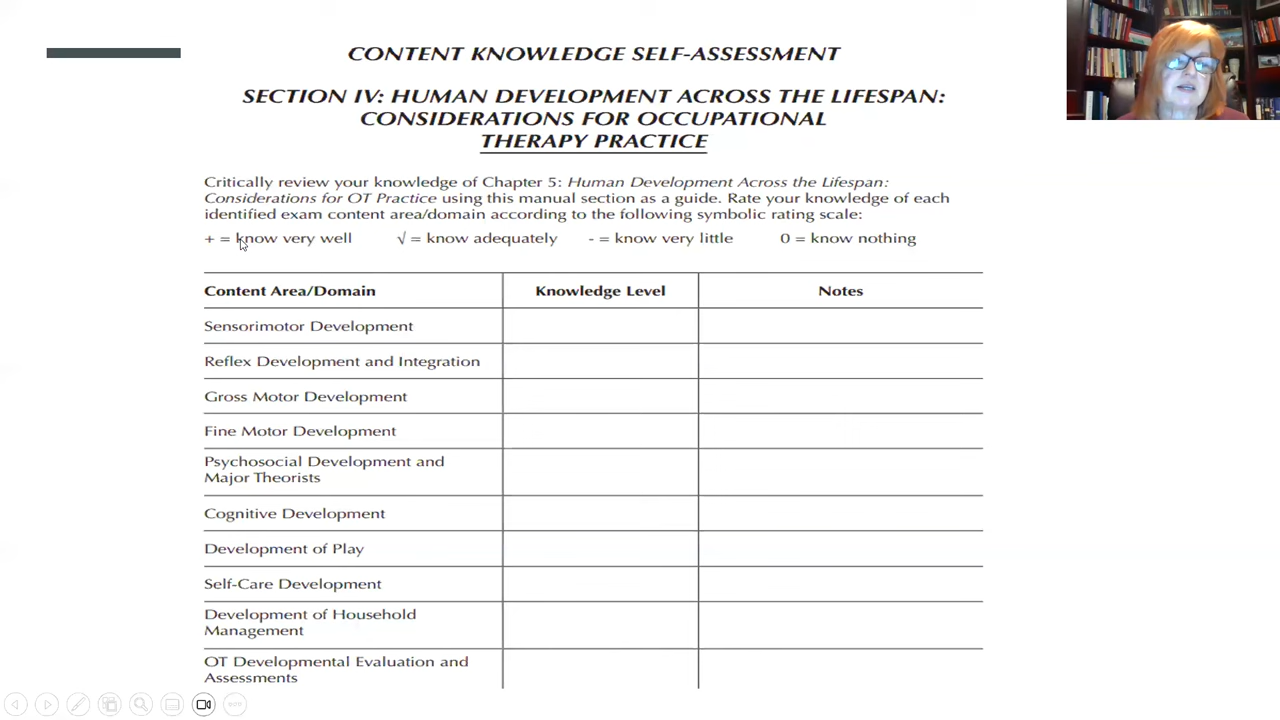 CONTENT KNOWLEDGE SELF-ASSESSMENT
SECTION IV: HUMAN DEVELOPMENT ACROSS THE LIFESPAN:
CONSIDERATIONS FOR OCCUPATIONAL
THERAPY PRACTICE
Critically review your knowledge of Chapter 5: Human Development Across the Lifespan:
Considerations for OT Practice using this manual section as a guide. Rate your knowledge of each
identified exam content area/domain according to the following symbolic rating scale:
+ = know very well √ = know adequately - = know very little 0 = know nothing
Content Area/Domain Knowledge Level Notes
Sensorimotor Development
Reflex Development and Integration
Gross Motor Development
Fine Motor Development
Psychosocial Development and
Major Theorists
Cognitive Development
Development of Play
Self-Care Development
Development of Household
Management
OT Developmental Evaluation and
Assessments